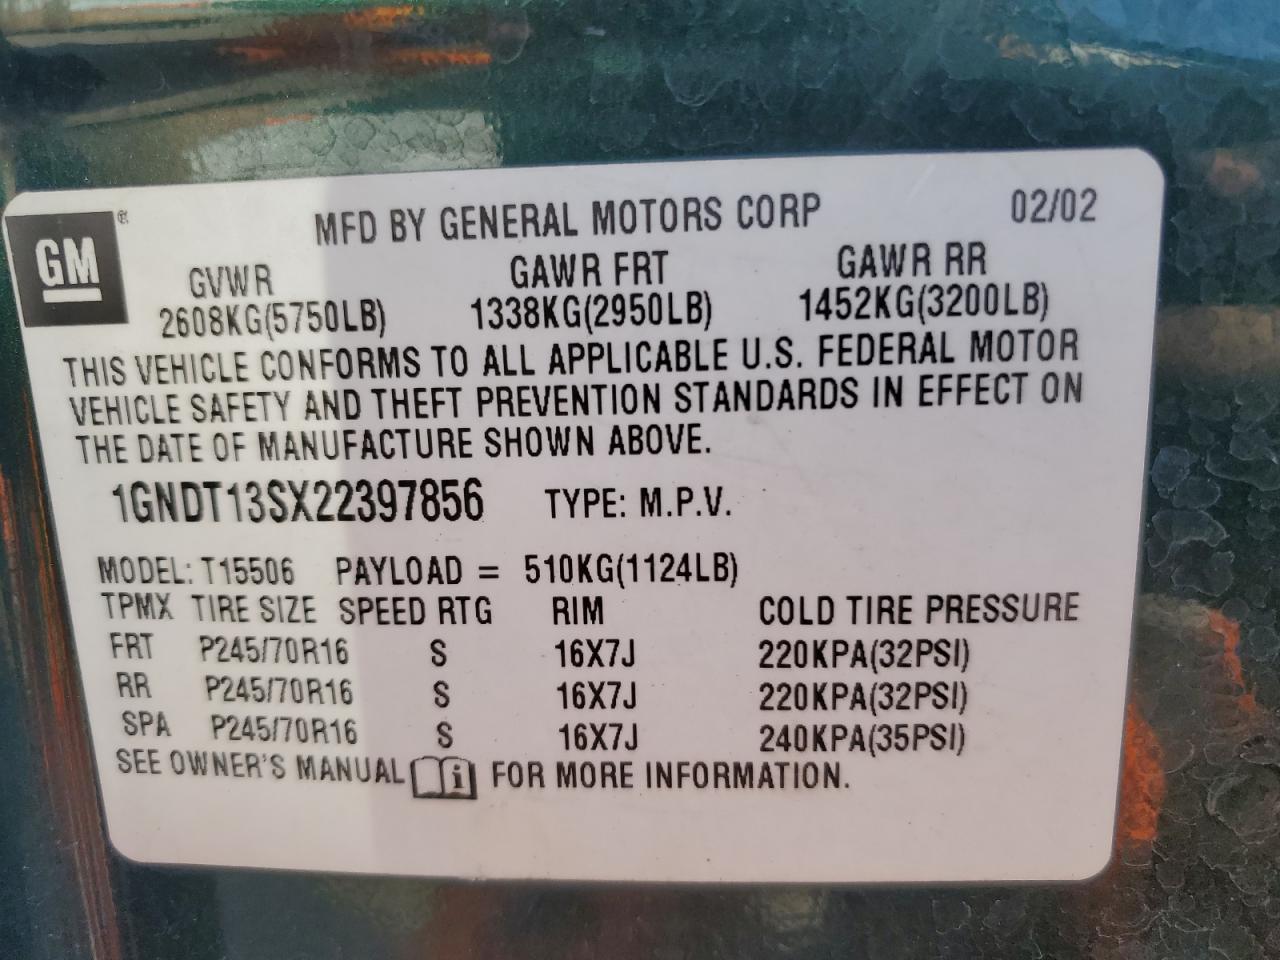 GM®
MFD BY GENERAL MOTORS CORP 02/02
GVWR GAWR FRT GAWR RR
2608KG(5750LB) 1338KG(2950LB) 1452KG(3200LB)
THIS VEHICLE CONFORMS TO ALL APPLICABLE U.S. FEDERAL MOTOR
VEHICLE SAFETY AND THEFT PREVENTION STANDARDS IN EFFECT ON
THE DATE OF MANUFACTURE SHOWN ABOVE.
1GNDT13SX22397856 TYPE: M.P.V.
MODEL: T15506 PAYLOAD = 510KG(1124LB)
TPMX TIRE SIZE SPEED RTG RIM COLD TIRE PRESSURE
FRT P245/70R16 S 16X7J 220KPA(32PSI)
RR P245/70R16 S 16X7J 220KPA(32PSI)
SPA P245/70R16 S 16X7J 240KPA(35PSI)
SEE OWNER'S MANUAL i FOR MORE INFORMATION.